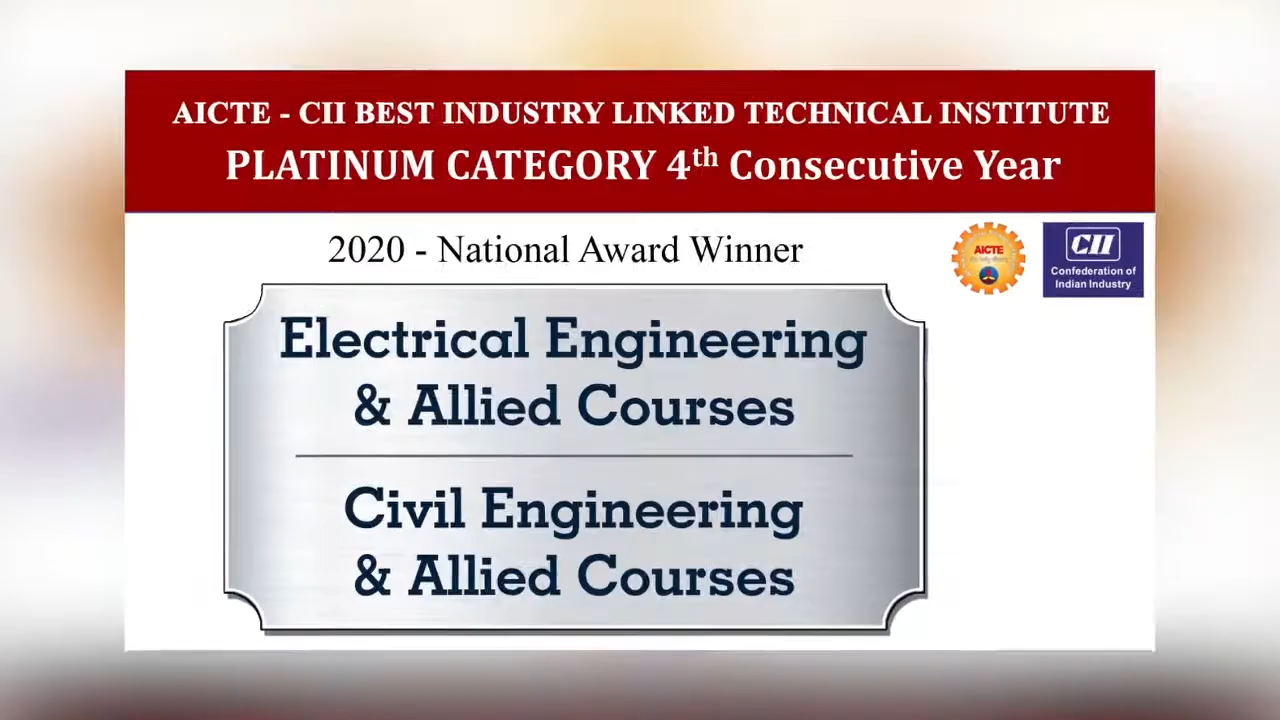 AICTE - CII BEST INDUSTRY LINKED TECHNICAL INSTITUTE
PLATINUM CATEGORY 4th Consecutive Year
2020 - National Award Winner
AICTE
CII
Confederation of
Indian Industry
Electrical Engineering
& Allied Courses
Civil Engineering
& Allied Courses